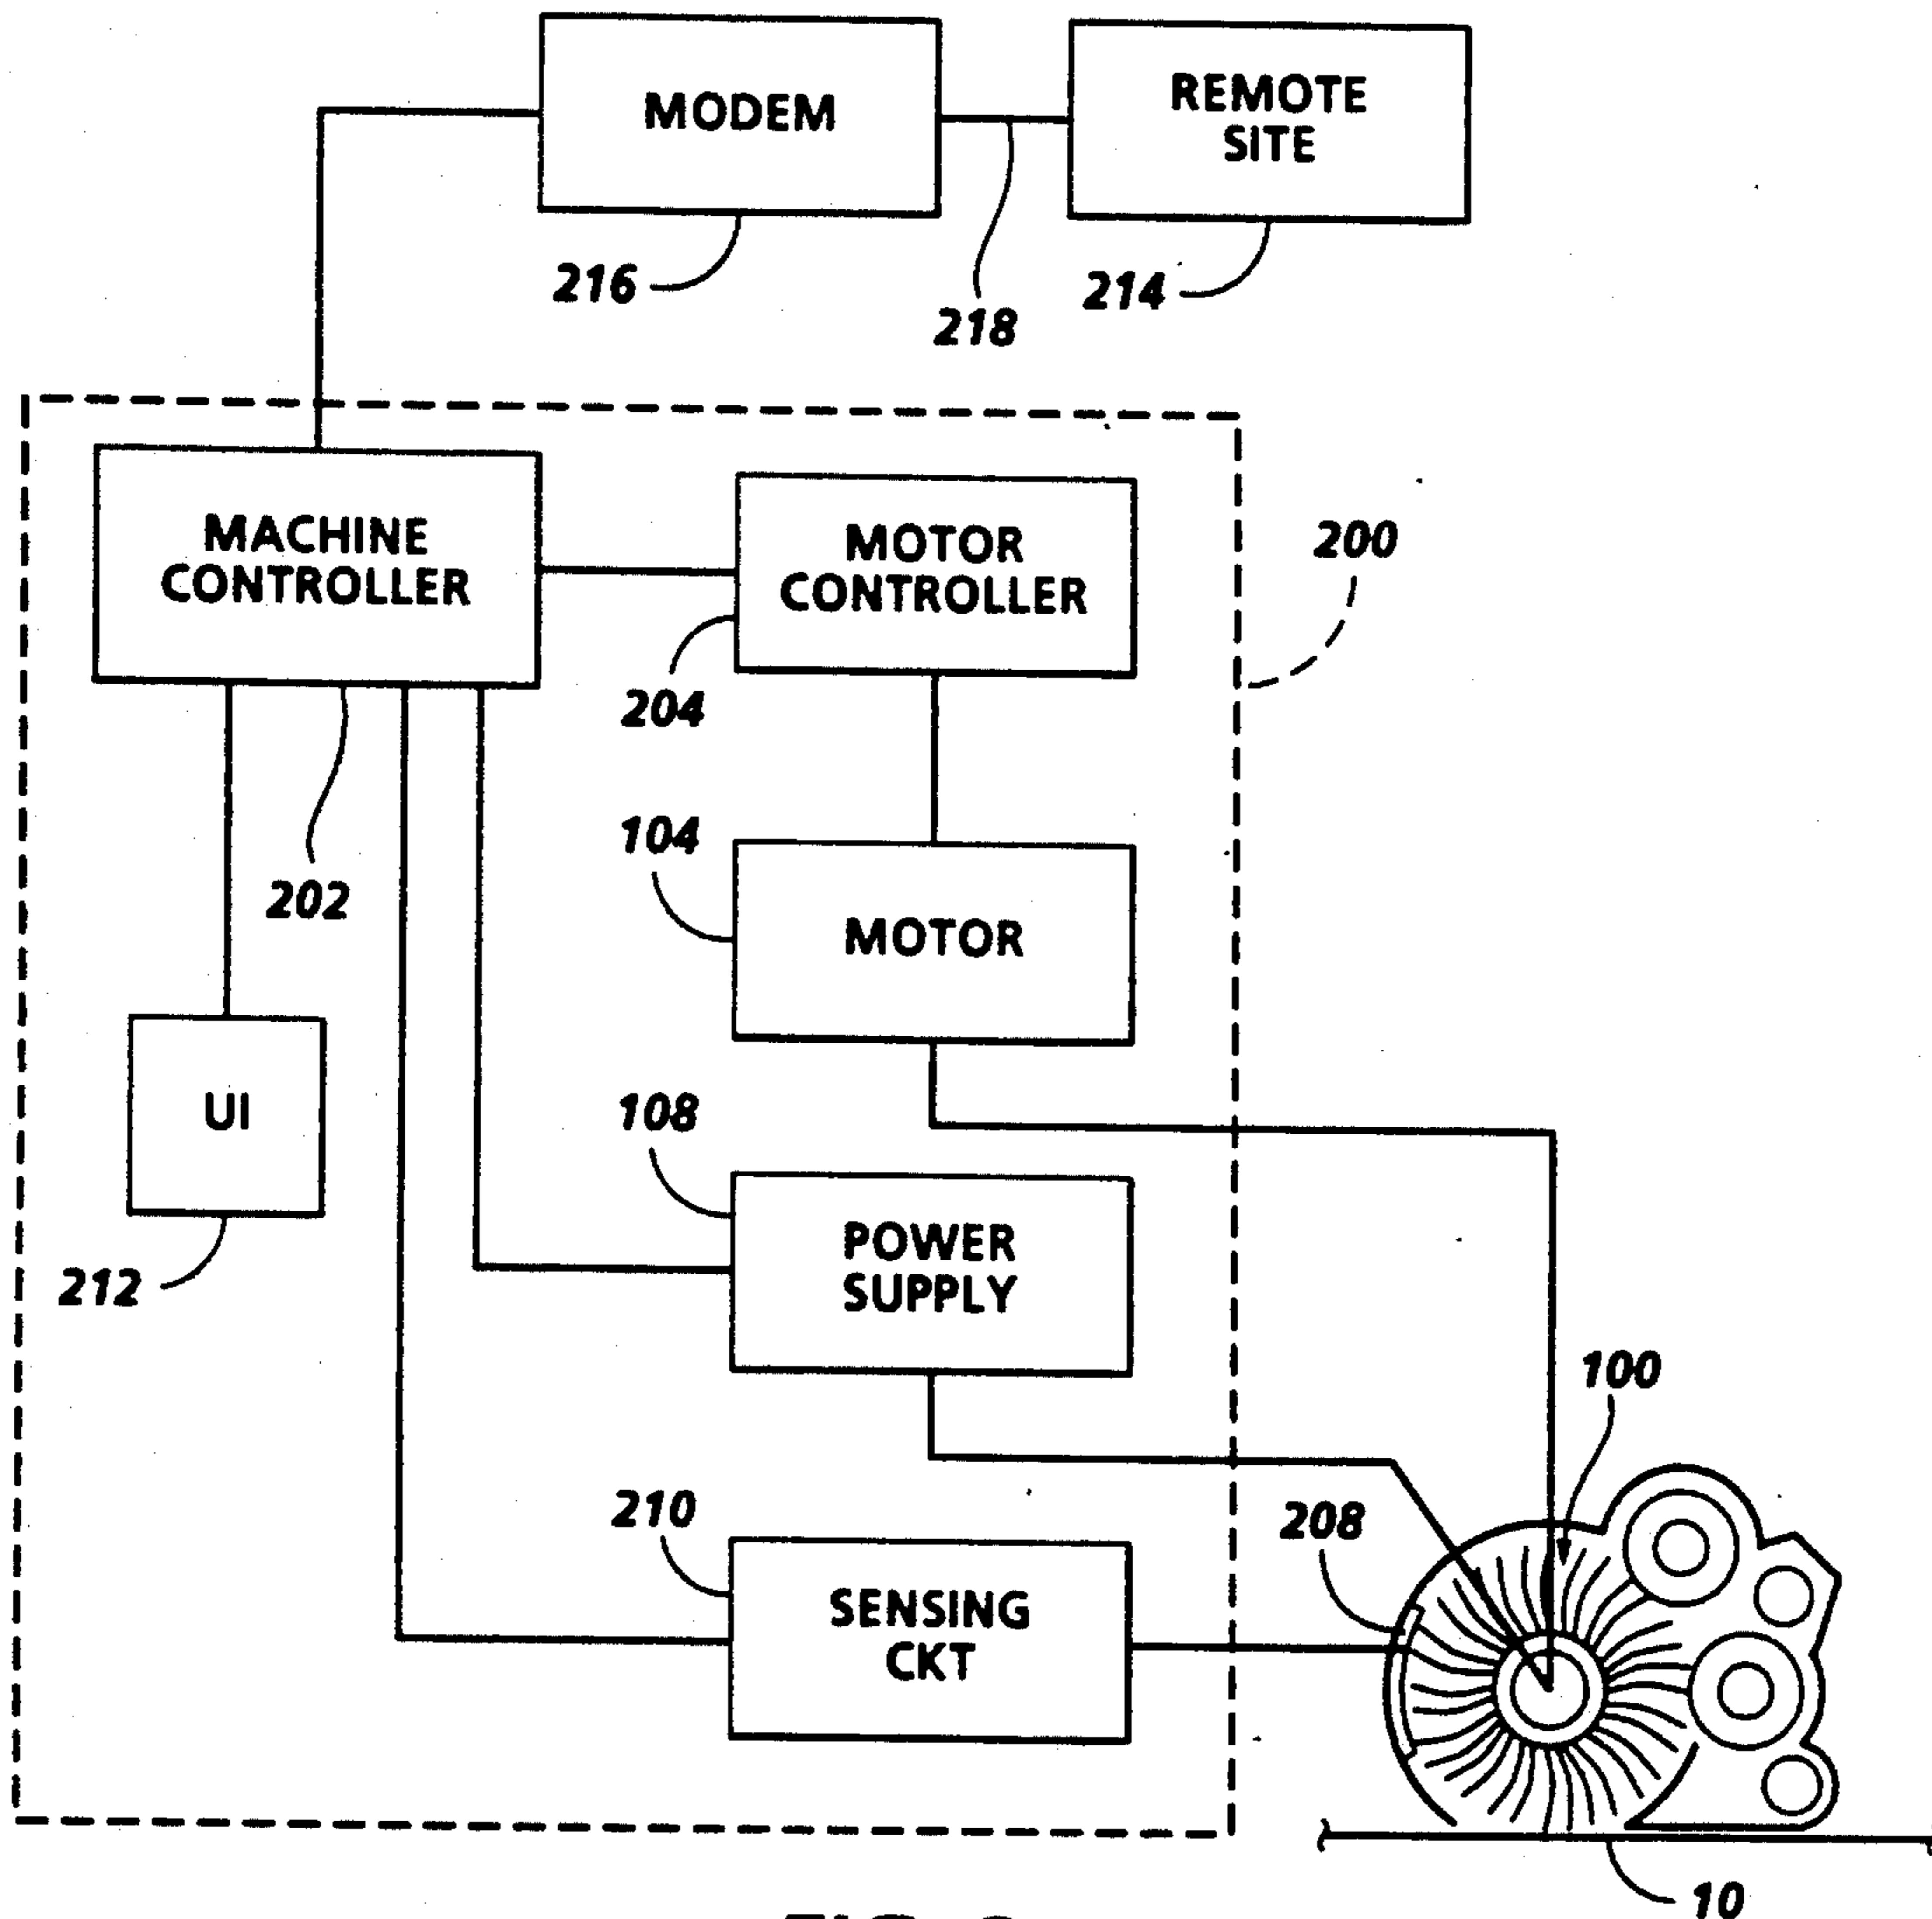 MODEM
REMOTE
SITE
216
218
214
MACHINE
CONTROLLER
MOTOR
CONTROLLER
200
204
202
104
MOTOR
UI
212
108
POWER
SUPPLY
100
210
SENSING
CKT
208
10